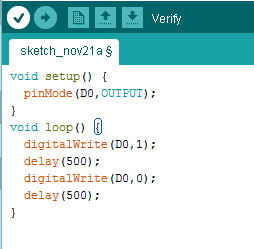 Verify
sketch_nov21a §
void setup() {
  pinMode(D0,OUTPUT);
}
void loop() {
  digitalWrite(D0,1);
  delay(500);
  digitalWrite(D0,0);
  delay(500);
}